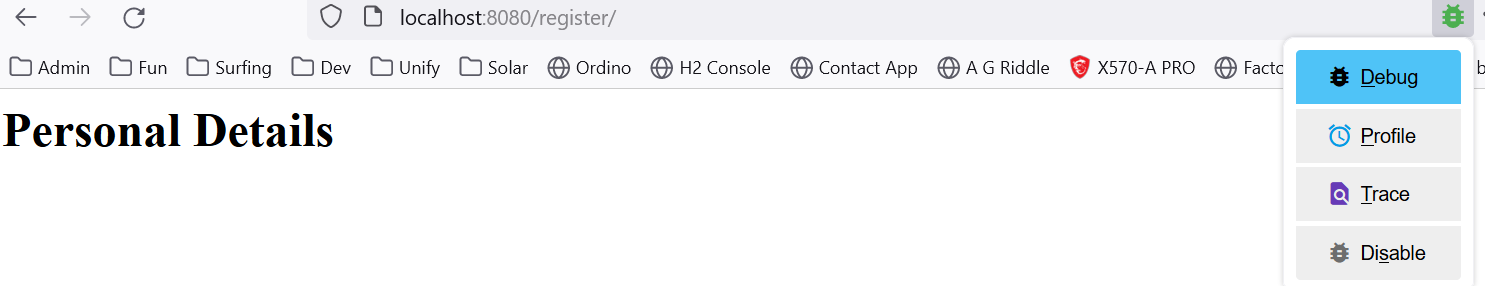 localhost:8080/register/
Admin Fun Surfing Dev Unify Solar Ordino H2 Console Contact App A G Riddle X570-A PRO
Personal Details
Debug
Profile
Trace
Disable